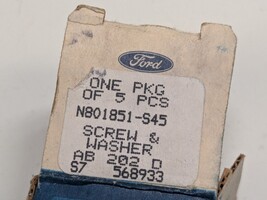 Ford
ONE PKG
OF 5 PCS
N801851-S45
SCREW &
WASHER
AB 202 D
S7 568933